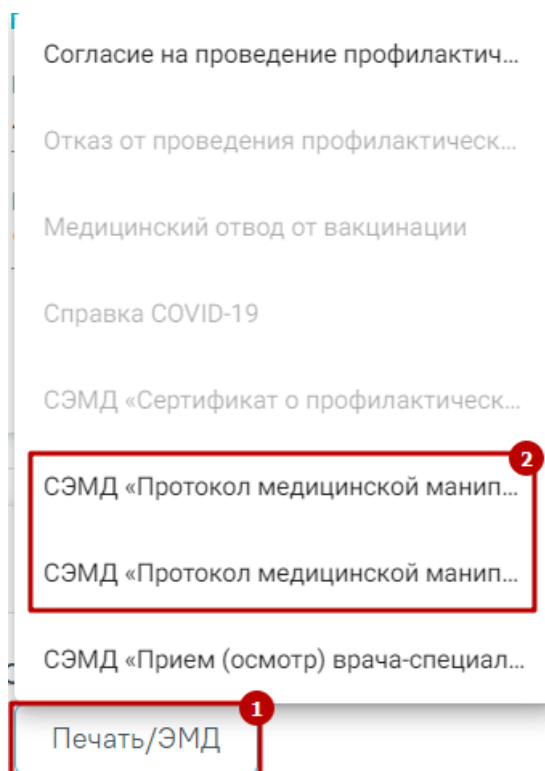 Согласие на проведение профилактич...
Отказ от проведения профилактическ...
Медицинский отвод от вакцинации
Справка COVID-19
СЭМД «Сертификат о профилактическ...
2
СЭМД «Протокол медицинской манип...
СЭМД «Протокол медицинской манип...
СЭМД «Прием (осмотр) врача-специал...
1
Печать/ЭМД